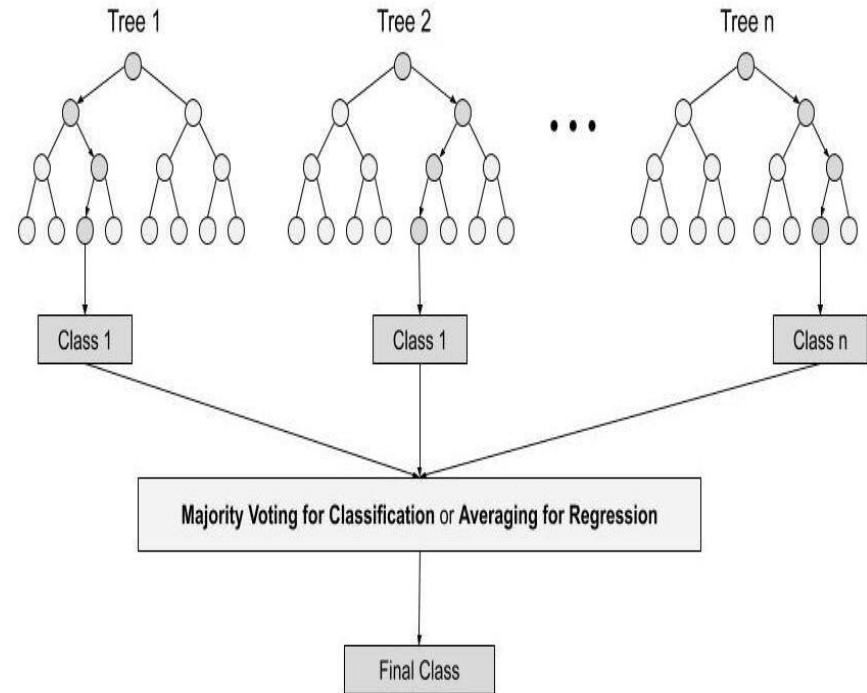 Tree 1
Tree 2
Tree n
Class 1
Class 1
Class n
Majority Voting for Classification or Averaging for Regression
Final Class